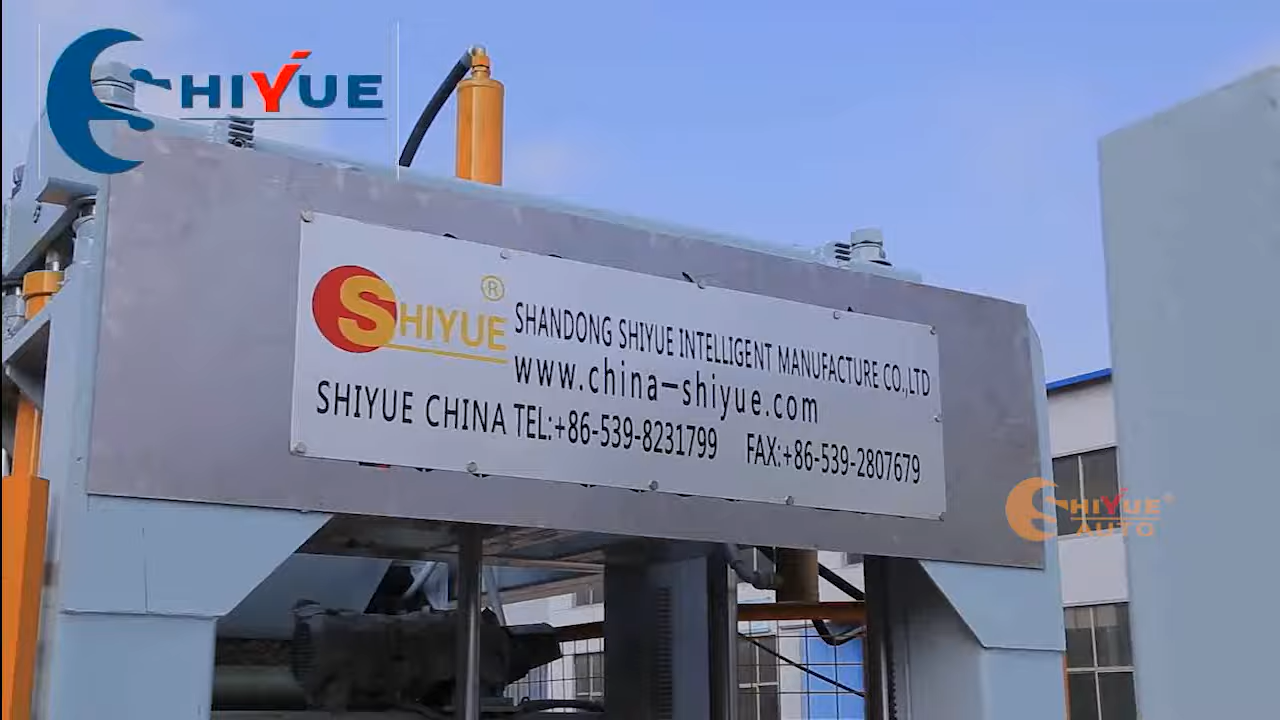 SHIYUE
SHIYUE ®
SHANDONG SHIYUE INTELLIGENT MANUFACTURE CO.,LTD
www.china-shiyue.com
SHIYUE CHINA TEL:+86-539-8231799 FAX:+86-539-2807679
SHIYUE®
AUTO